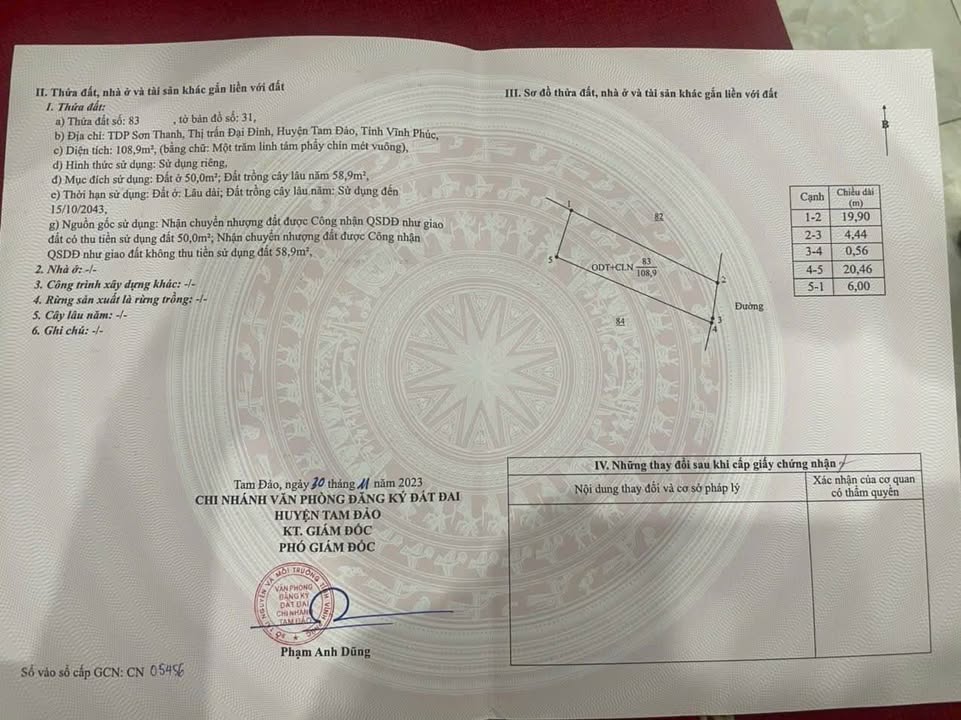 II. Thửa đất, nhà ở và tài sản khác gắn liền với đất
1. Thửa đất:
a) Thửa đất số: 83 , tờ bản đồ số: 31,
b) Địa chỉ: TDP Sơn Thanh, Thị trấn Đại Đình, Huyện Tam Đảo, Tỉnh Vĩnh Phúc,
c) Diện tích: 108,9m², (bằng chữ: Một trăm linh tám phẩy chín mét vuông),
d) Hình thức sử dụng: Sử dụng riêng,
đ) Mục đích sử dụng: Đất ở 50,0m²; Đất trồng cây lâu năm 58,9m²,
e) Thời hạn sử dụng: Đất ở: Lâu dài; Đất trồng cây lâu năm: Sử dụng đến
15/10/2043,
g) Nguồn gốc sử dụng: Nhận chuyển nhượng đất được Công nhận QSDĐ như giao
đất có thu tiền sử dụng đất 50,0m²; Nhận chuyển nhượng đất được Công nhận
QSDĐ như giao đất không thu tiền sử dụng đất 58,9m²,
2. Nhà ở: -/-
3. Công trình xây dựng khác: -/-
4. Rừng sản xuất là rừng trồng: -/-
5. Cây lâu năm: -/-
6. Ghi chú: -/-
Tam Đảo, ngày 30 tháng 11 năm 2023
CHI NHÁNH VĂN PHÒNG ĐĂNG KÝ ĐẤT ĐAI
HUYỆN TAM ĐẢO
KT. GIÁM ĐỐC
PHÓ GIÁM ĐỐC
VĂN PHÒNG
ĐĂNG KÝ
ĐẤT ĐAI
CHI NHÁNH
TAM ĐẢO
Phạm Anh Dũng
Số vào sổ cấp GCN: CN 05456
III. Sơ đồ thửa đất, nhà ở và tài sản khác gắn liền với đất
B
1
82
5
ODT+CLN 83
108,9
2
Đường
84
3
4
Cạnh Chiều dài (m)
1-2 19,90
2-3 4,44
3-4 0,56
4-5 20,46
5-1 6,00
IV. Những thay đổi sau khi cấp giấy chứng nhận
Nội dung thay đổi và cơ sở pháp lý
Xác nhận của cơ quan
có thẩm quyền